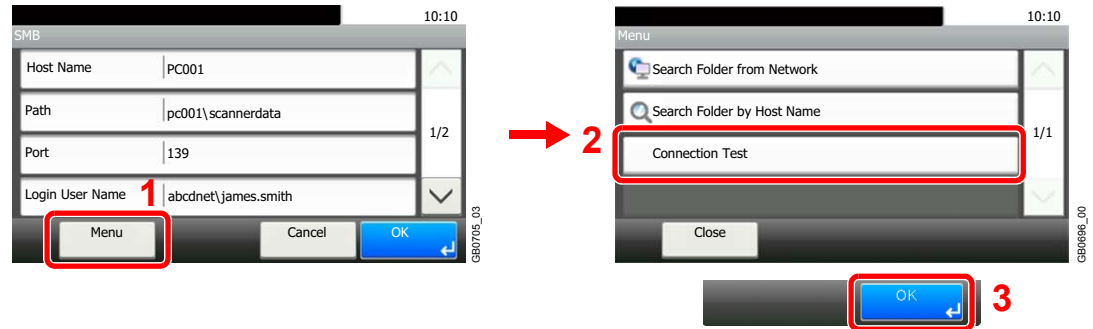 10:10
SMB
Host Name PC001
Path pc001\scannerdata
1/2
Port 139
Login User Name 1 abcdnet\james.smith
Menu Cancel OK
GB0705_03
10:10
Menu
Search Folder from Network
Search Folder by Host Name
1/1
2 Connection Test
Close
GB0696_00
OK 3